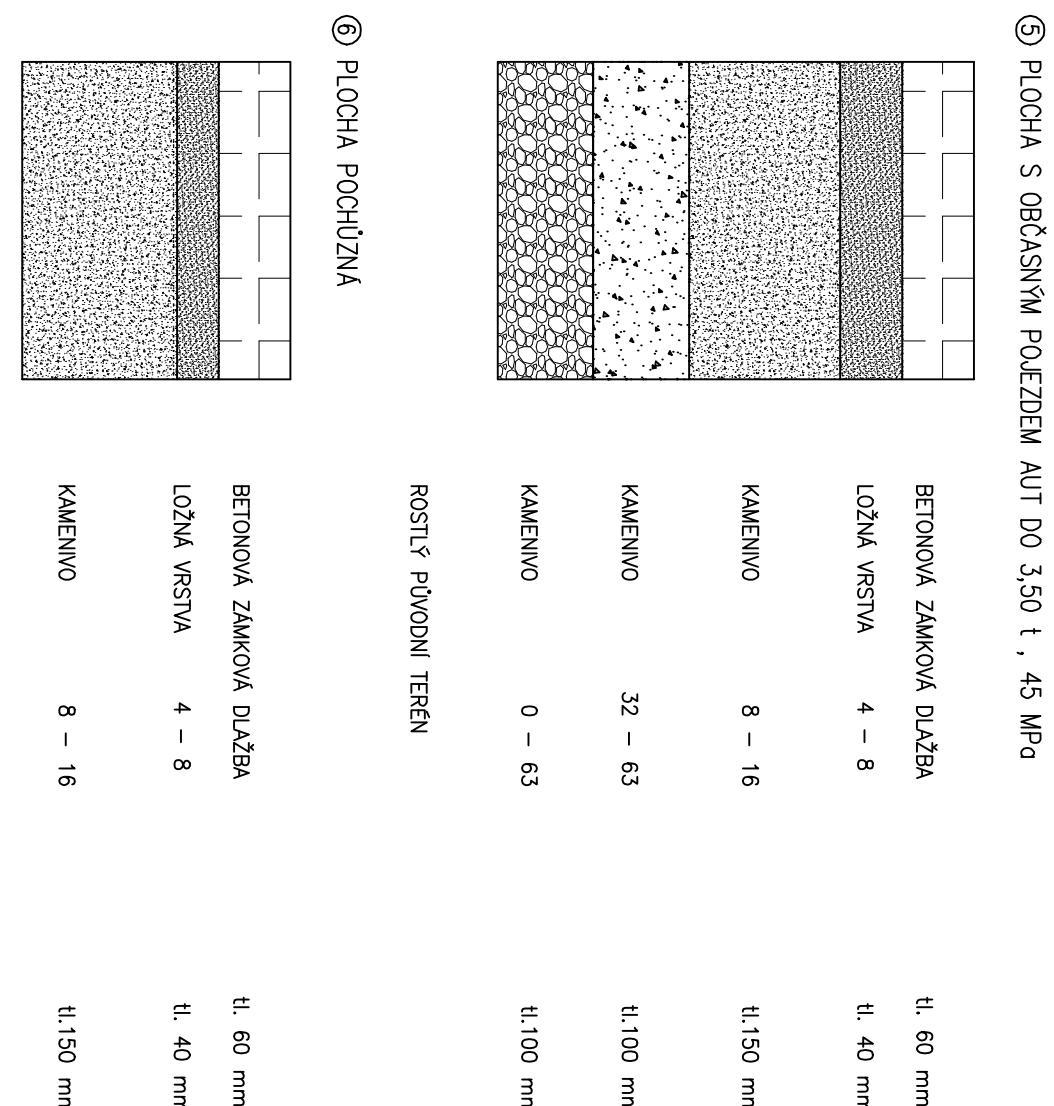 5 PLOCHA S OBČASNÝM POJEZDEM AUT DO 3,50 t , 45 MPa
BETONOVÁ ZÁMKOVÁ DLAŽBA tl. 60 mm
LOŽNÁ VRSTVA 4 – 8 tl. 40 mm
KAMENIVO 8 – 16 tl.150 mm
KAMENIVO 32 – 63 tl.100 mm
KAMENIVO 0 – 63 tl.100 mm
ROSTLÝ PŮVODNÍ TERÉN
6 PLOCHA POCHŮZNÁ
BETONOVÁ ZÁMKOVÁ DLAŽBA tl. 60 mm
LOŽNÁ VRSTVA 4 – 8 tl. 40 mm
KAMENIVO 8 – 16 tl.150 mm